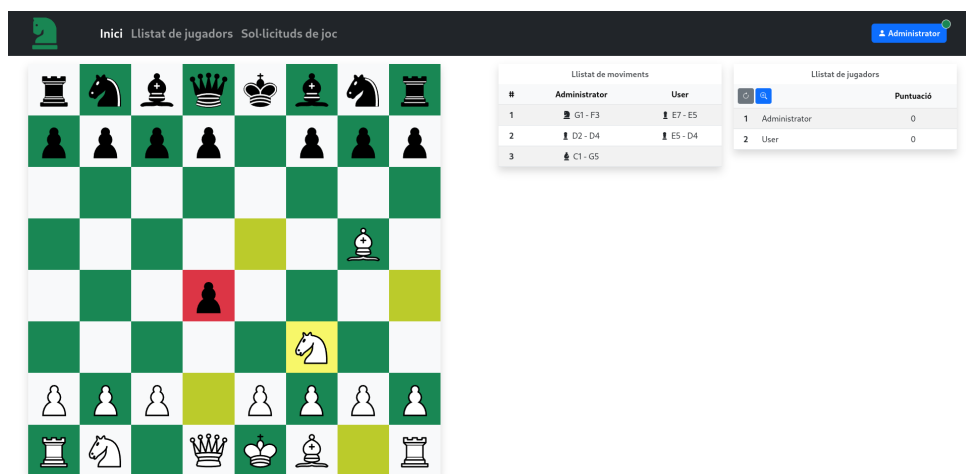 Inici Llistat de jugadors Sol·licituds de joc
Administrator
Llistat de moviments
# Administrator User
1 G1 - F3 E7 - E5
2 D2 - D4 E5 - D4
3 C1 - G5
Llistat de jugadors
Puntuació
1 Administrator 0
2 User 0